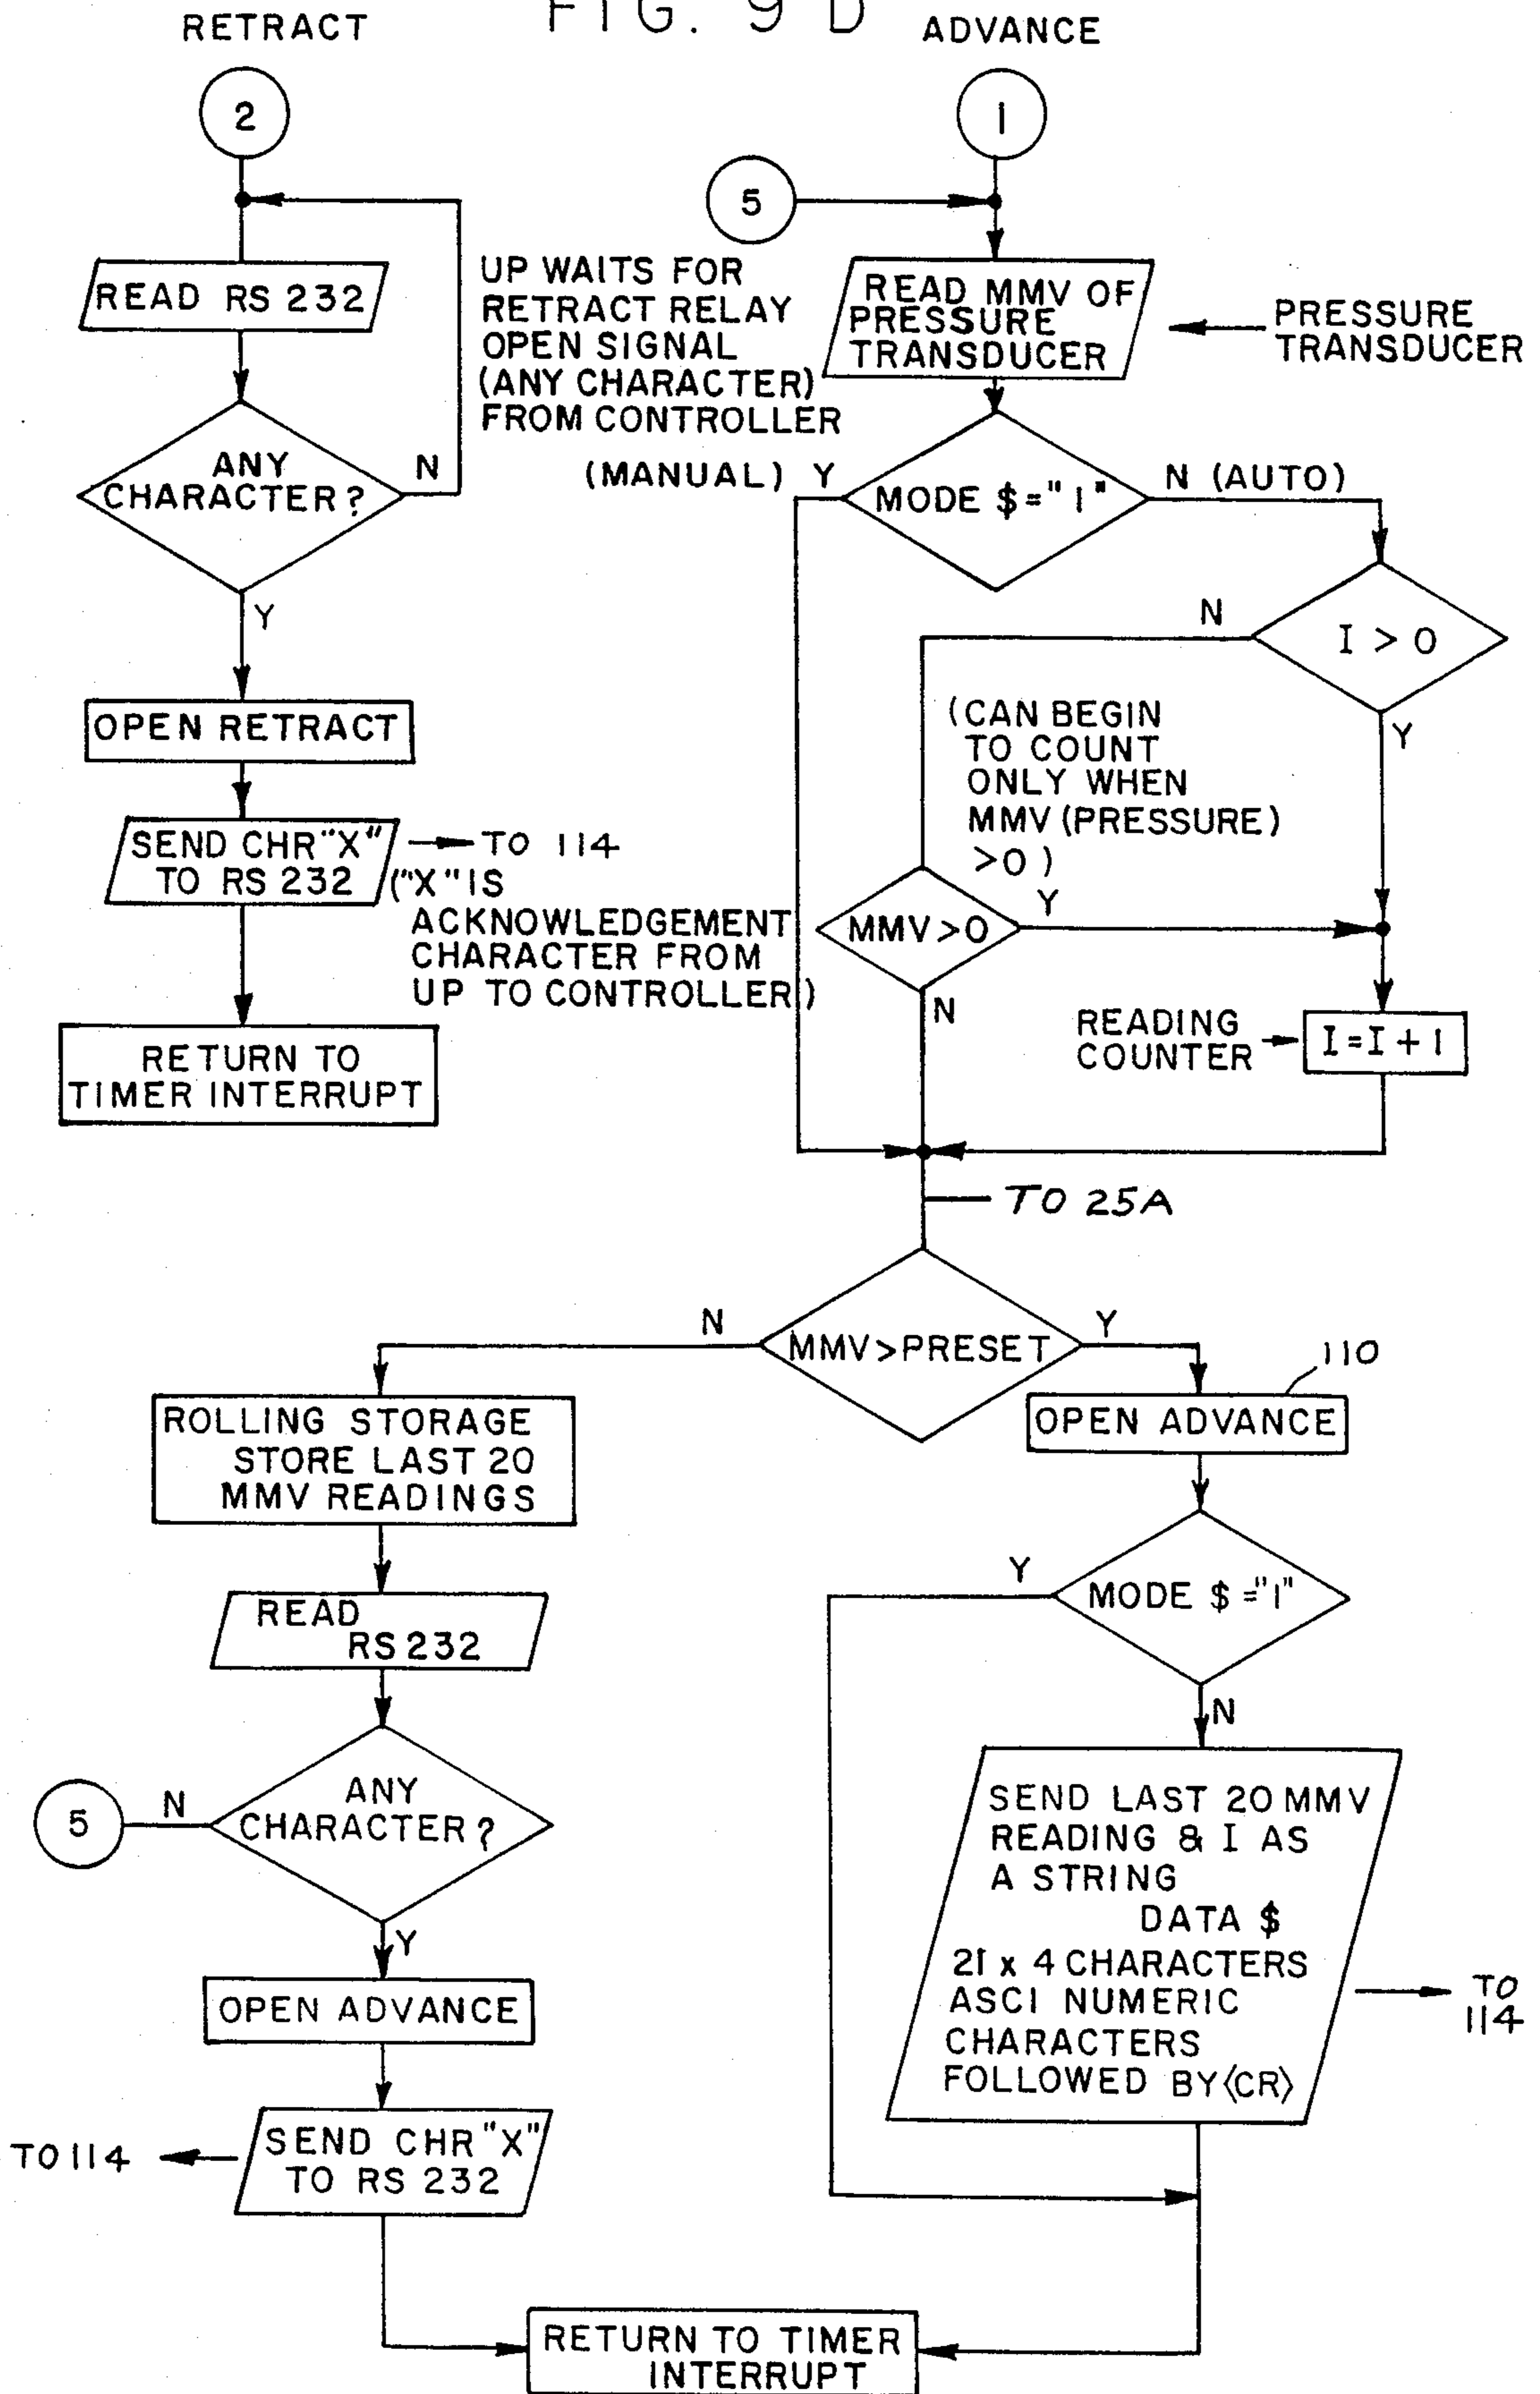 FIG. 9 D
RETRACT
2
READ RS 232
ANY
CHARACTER?
N
Y
UP WAITS FOR
RETRACT RELAY
OPEN SIGNAL
(ANY CHARACTER)
FROM CONTROLLER
OPEN RETRACT
SEND CHR "X"
TO RS 232
TO 114
("X" IS
ACKNOWLEDGEMENT
CHARACTER FROM
UP TO CONTROLLER)
RETURN TO
TIMER INTERRUPT
ADVANCE
1
5
READ MMV OF
PRESSURE
TRANSDUCER
PRESSURE
TRANSDUCER
(MANUAL) Y
MODE $="1"
N (AUTO)
N
I > 0
Y
(CAN BEGIN
TO COUNT
ONLY WHEN
MMV (PRESSURE)
>0)
MMV>0
Y
N
READING
COUNTER
I=I+1
TO 25A
N
MMV>PRESET
Y
ROLLING STORAGE
STORE LAST 20
MMV READINGS
READ
RS 232
ANY
CHARACTER?
N
5
Y
OPEN ADVANCE
SEND CHR "X"
TO RS 232
TO 114
110
OPEN ADVANCE
Y
MODE $="1"
N
SEND LAST 20 MMV
READING & I AS
A STRING
DATA $
21 x 4 CHARACTERS
ASCI NUMERIC
CHARACTERS
FOLLOWED BY〈CR〉
TO
114
RETURN TO TIMER
INTERRUPT